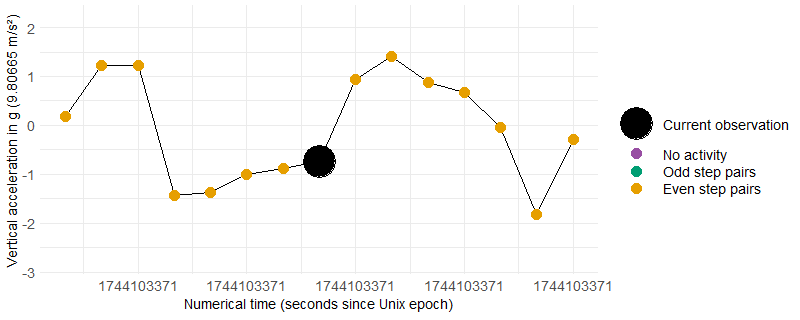 Vertical acceleration in g (9.80665 m/s²)
2
1
0
-1
-2
-3
1744103371 1744103371 1744103371 1744103371 1744103371
Numerical time (seconds since Unix epoch)
Current observation
No activity
Odd step pairs
Even step pairs